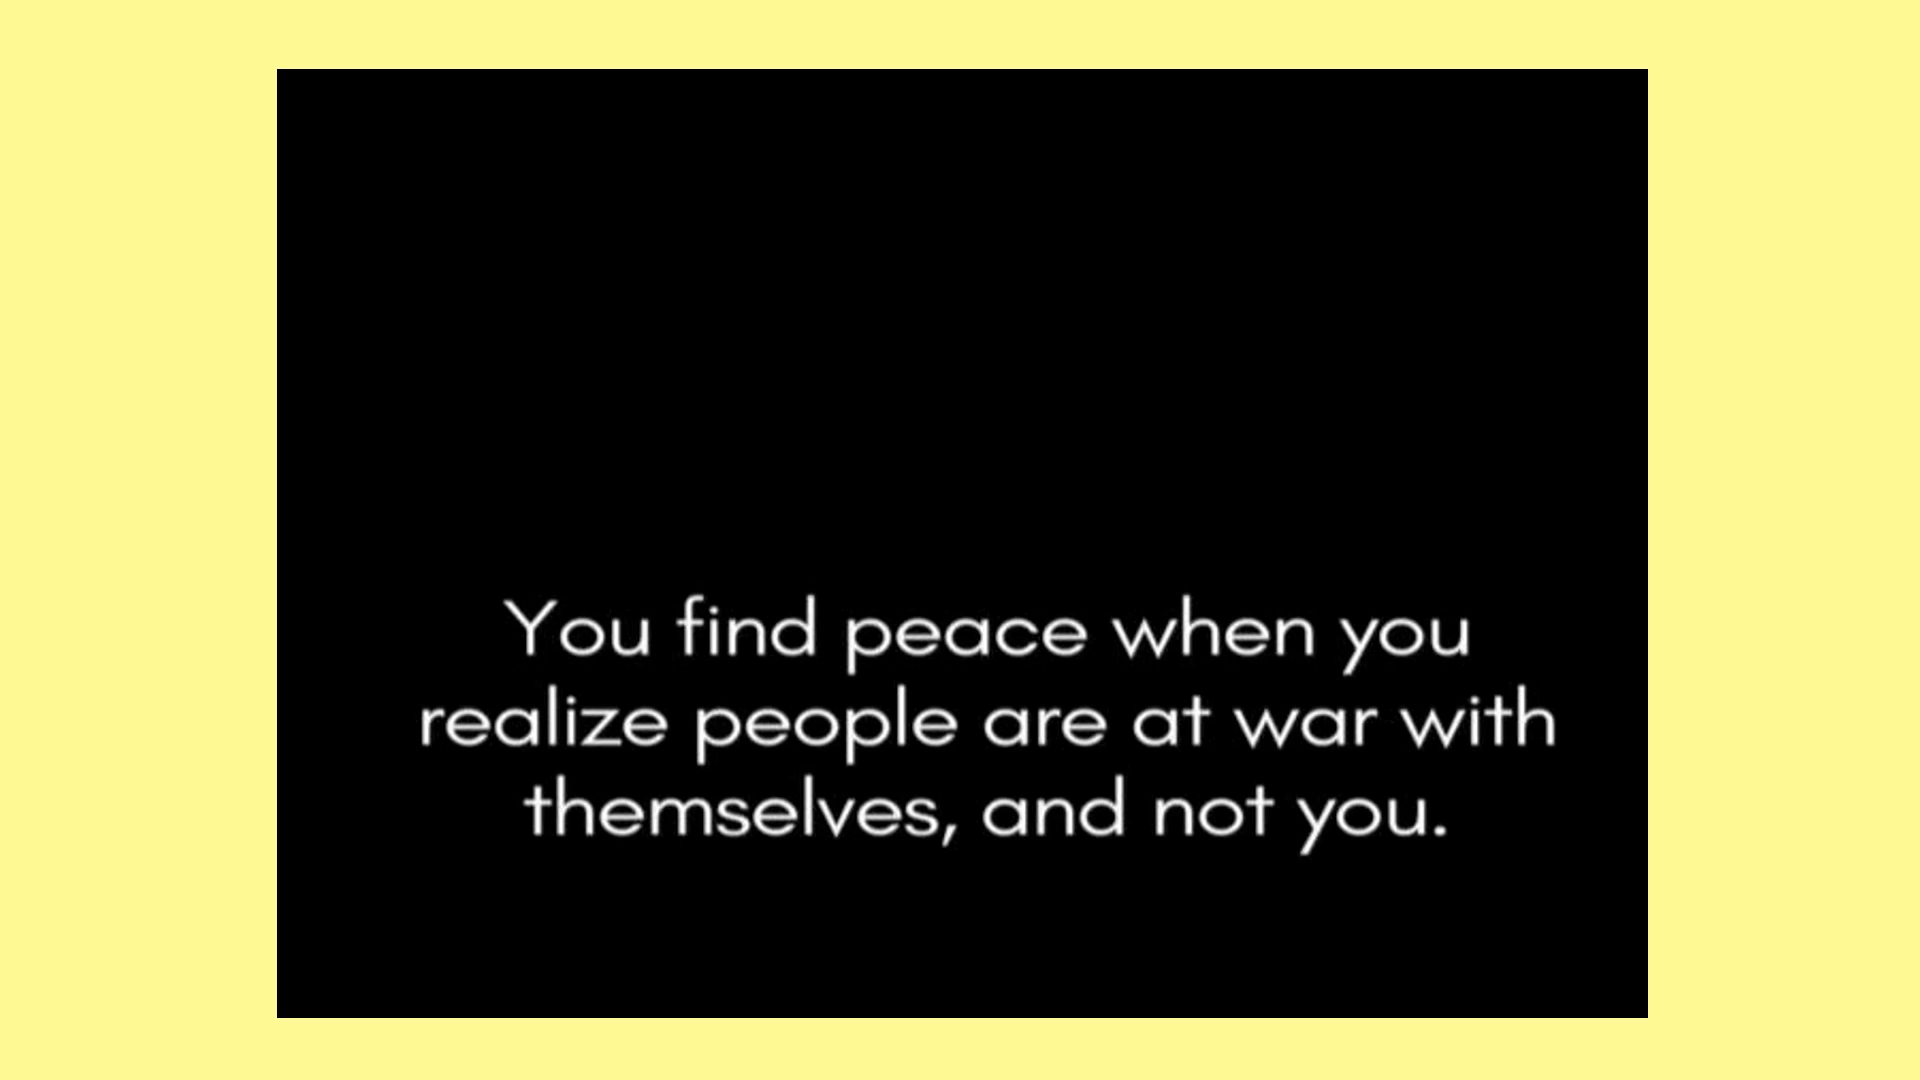 You find peace when you
realize people are at war with
themselves, and not you.